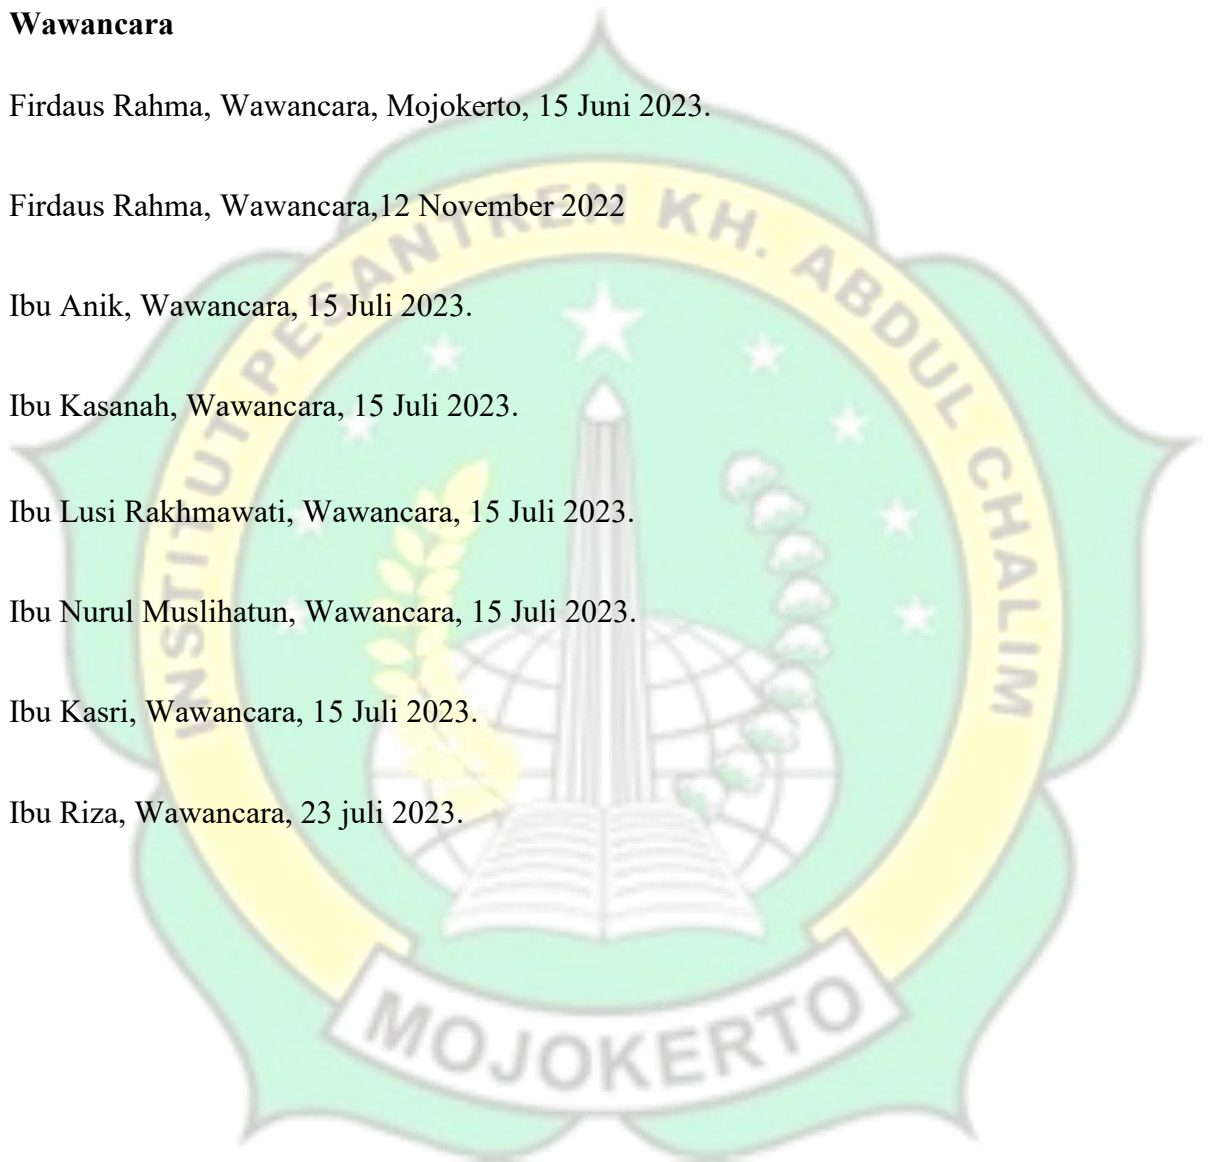 Wawancara
Firdaus Rahma, Wawancara, Mojokerto, 15 Juni 2023.
Firdaus Rahma, Wawancara,12 November 2022
Ibu Anik, Wawancara, 15 Juli 2023.
Ibu Kasanah, Wawancara, 15 Juli 2023.
Ibu Lusi Rakhmawati, Wawancara, 15 Juli 2023.
Ibu Nurul Muslihatun, Wawancara, 15 Juli 2023.
Ibu Kasri, Wawancara, 15 Juli 2023.
Ibu Riza, Wawancara, 23 juli 2023.
INSTITUT PESANTREN KH. ABDUL CHALIM
MOJOKERTO